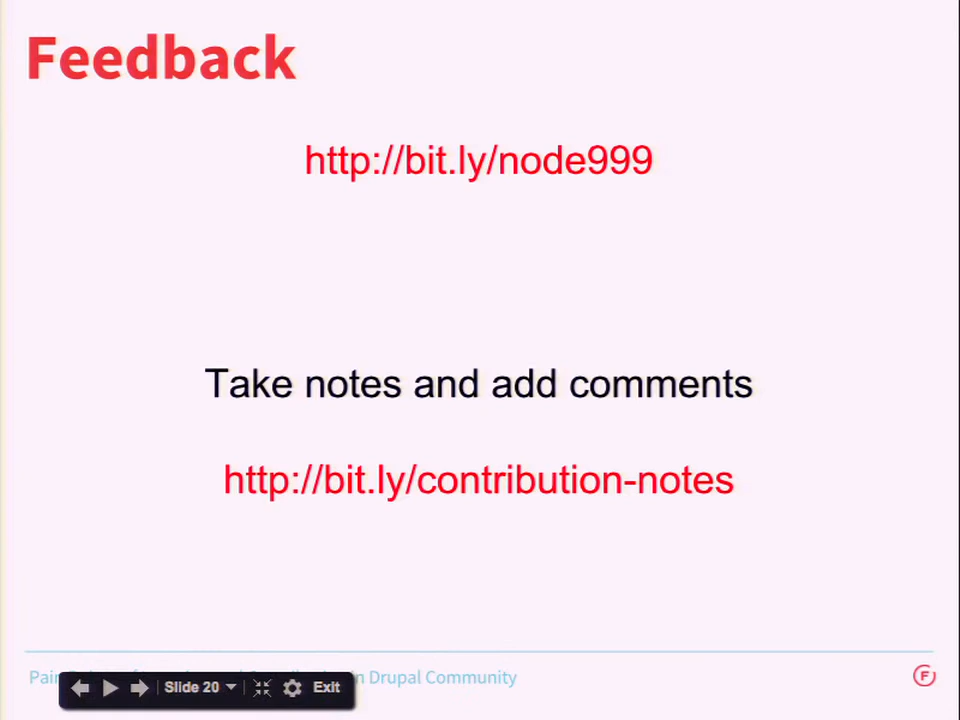 Feedback
http://bit.ly/node999
Take notes and add comments
http://bit.ly/contribution-notes
in Drupal Community
F
Slide 20
Exit